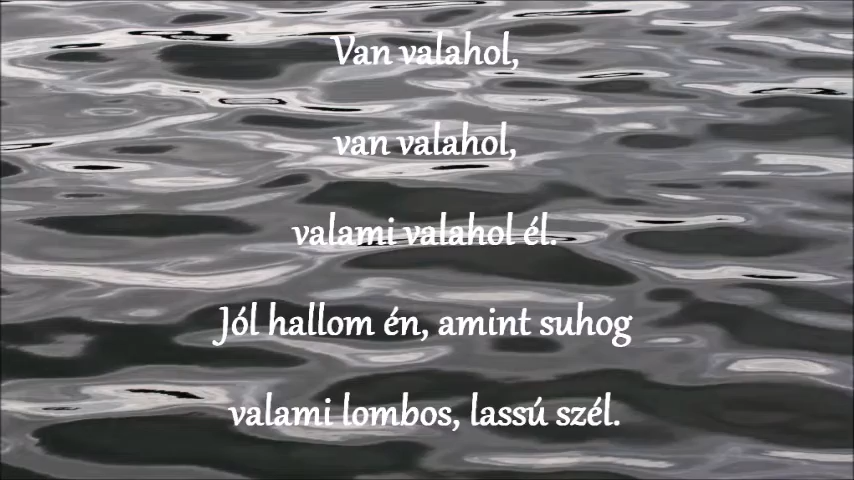 Van valahol,
van valahol,
valami valahol él.
Jól hallom én, amint suhog
valami lombos, lassú szél.